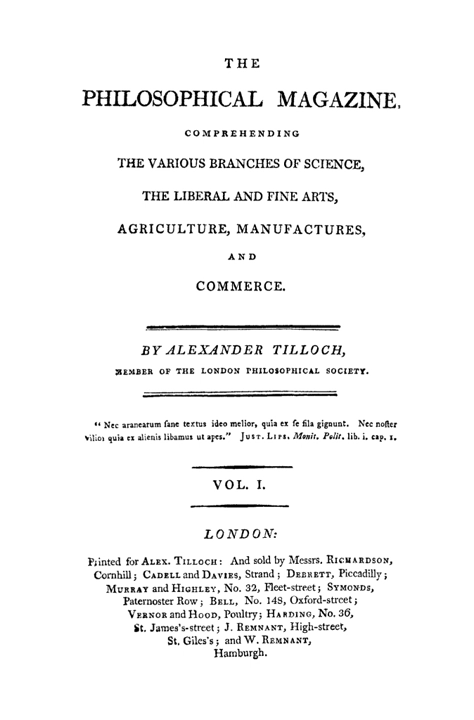 THE
PHILOSOPHICAL MAGAZINE.
COMPREHENDING
THE VARIOUS BRANCHES OF SCIENCE,
THE LIBERAL AND FINE ARTS,
AGRICULTURE, MANUFACTURES,
AND
COMMERCE.
BY ALEXANDER TILLOCH,
MEMBER OF THE LONDON PHILOSOPHICAL SOCIETY.
“ Nec aranearum ſane textus ideo melior, quia ex ſe fila gignunt. Nec noſter
vilior quia ex alienis libamus ut apes.” JUST. LIPS. Monit. Polit. lib. i. cap. 1.
VOL. I.
LONDON:
Printed for ALEX. TILLOCH: And sold by Messrs. RICHARDSON,
Cornhill; CADELL and DAVIES, Strand; DEBRETT, Piccadilly;
MURRAY and HIGHLEY, No. 32, Fleet-street; SYMONDS,
Paternoster Row; BELL, No. 148, Oxford-street;
VERNOR and HOOD, Poultry; HARDING, No. 36,
St. James's-street; J. REMNANT, High-street,
St. Giles's; and W. REMNANT,
Hamburgh.